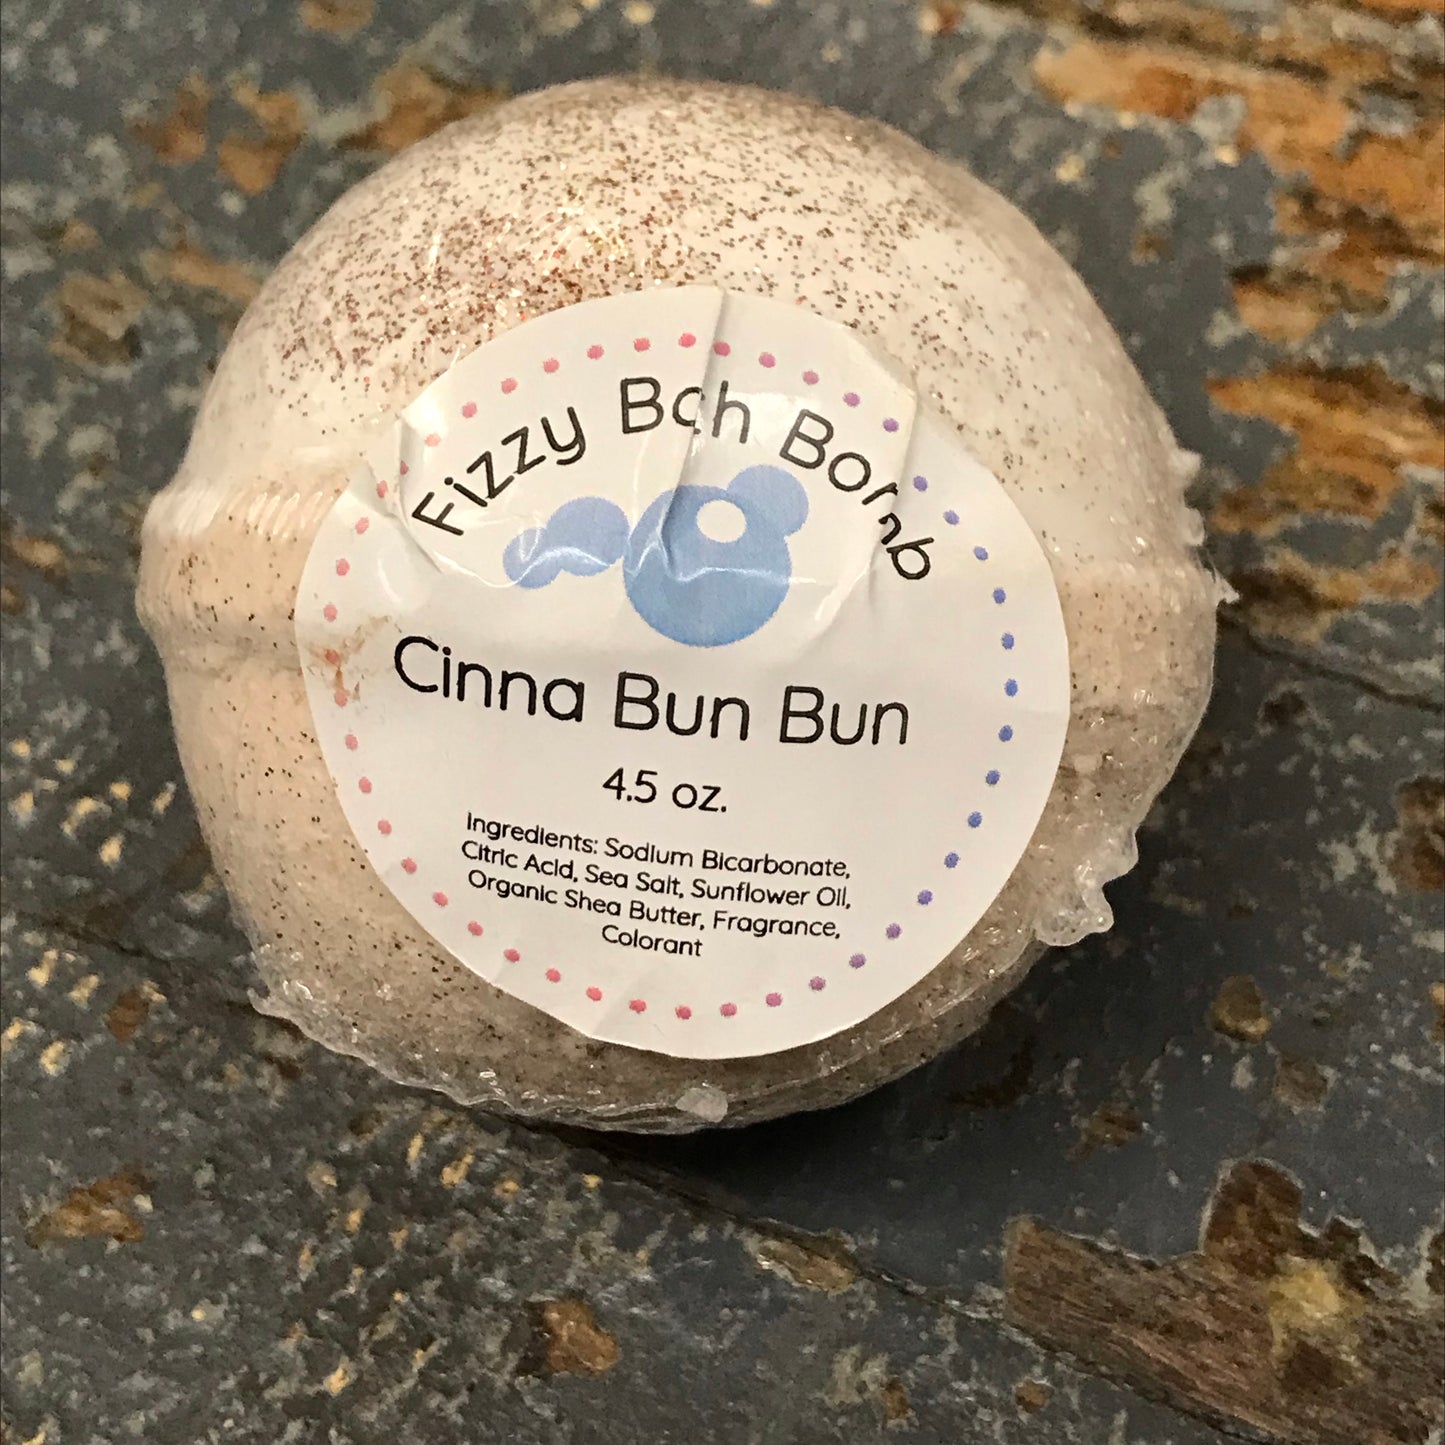 Fizzy Bath Bomb
Cinna Bun Bun
4.5 oz.
Ingredients: Sodium Bicarbonate,
Citric Acid, Sea Salt, Sunflower Oil,
Organic Shea Butter, Fragrance,
Colorant